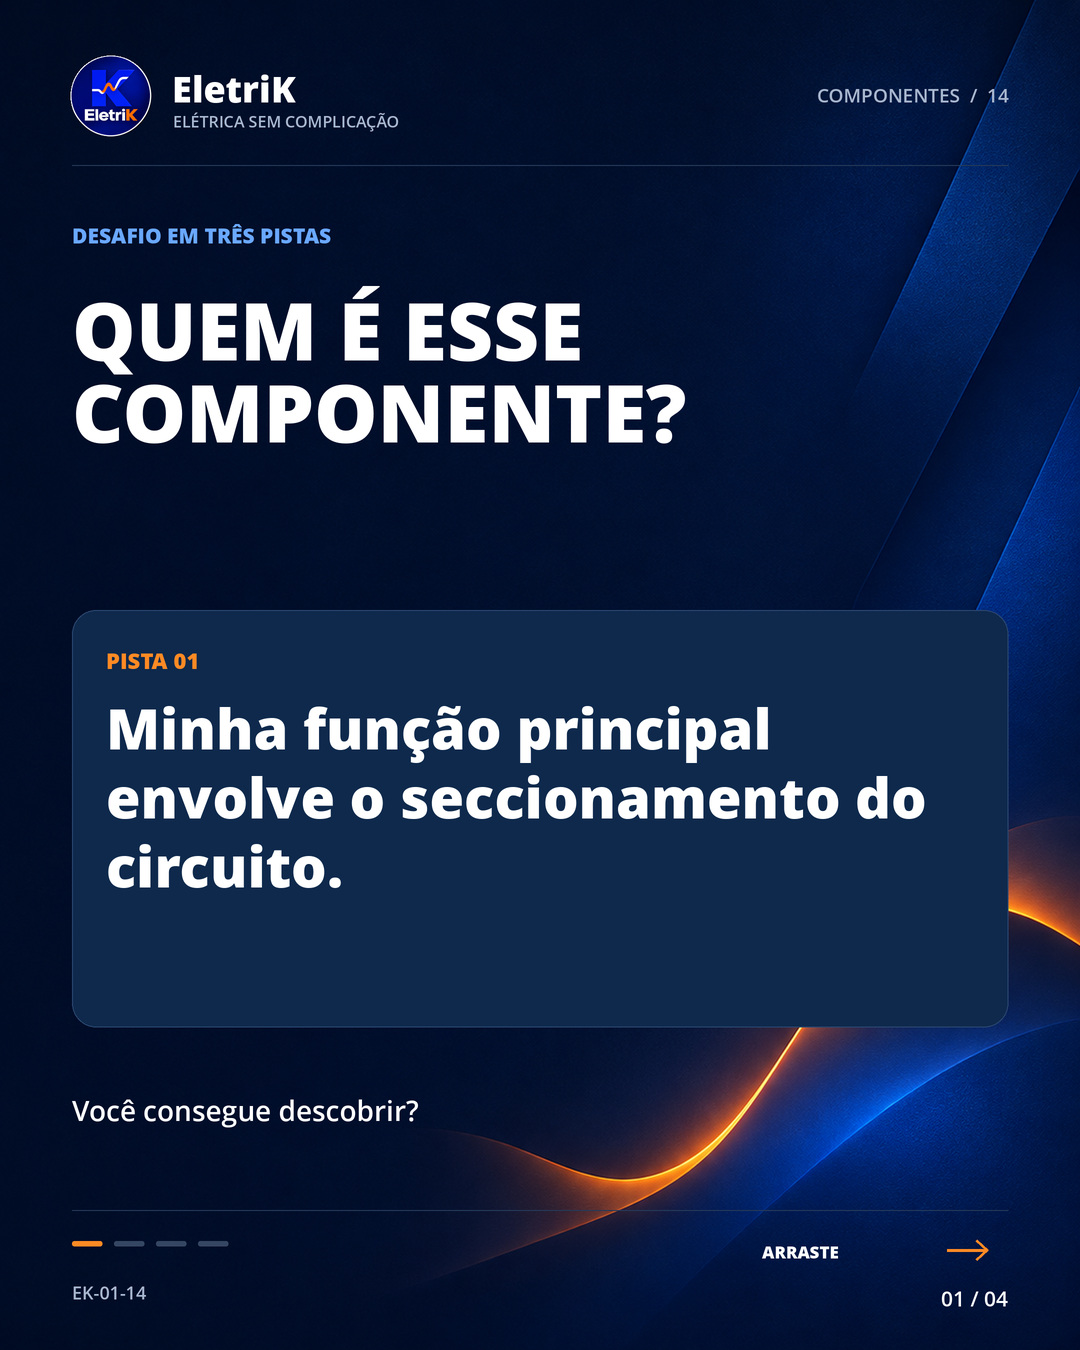 EletriK
EletriK
ELÉTRICA SEM COMPLICAÇÃO
COMPONENTES / 14
DESAFIO EM TRÊS PISTAS
QUEM É ESSE
COMPONENTE?
PISTA 01
Minha função principal
envolve o seccionamento do
circuito.
Você consegue descobrir?
ARRASTE
EK-01-14
01 / 04